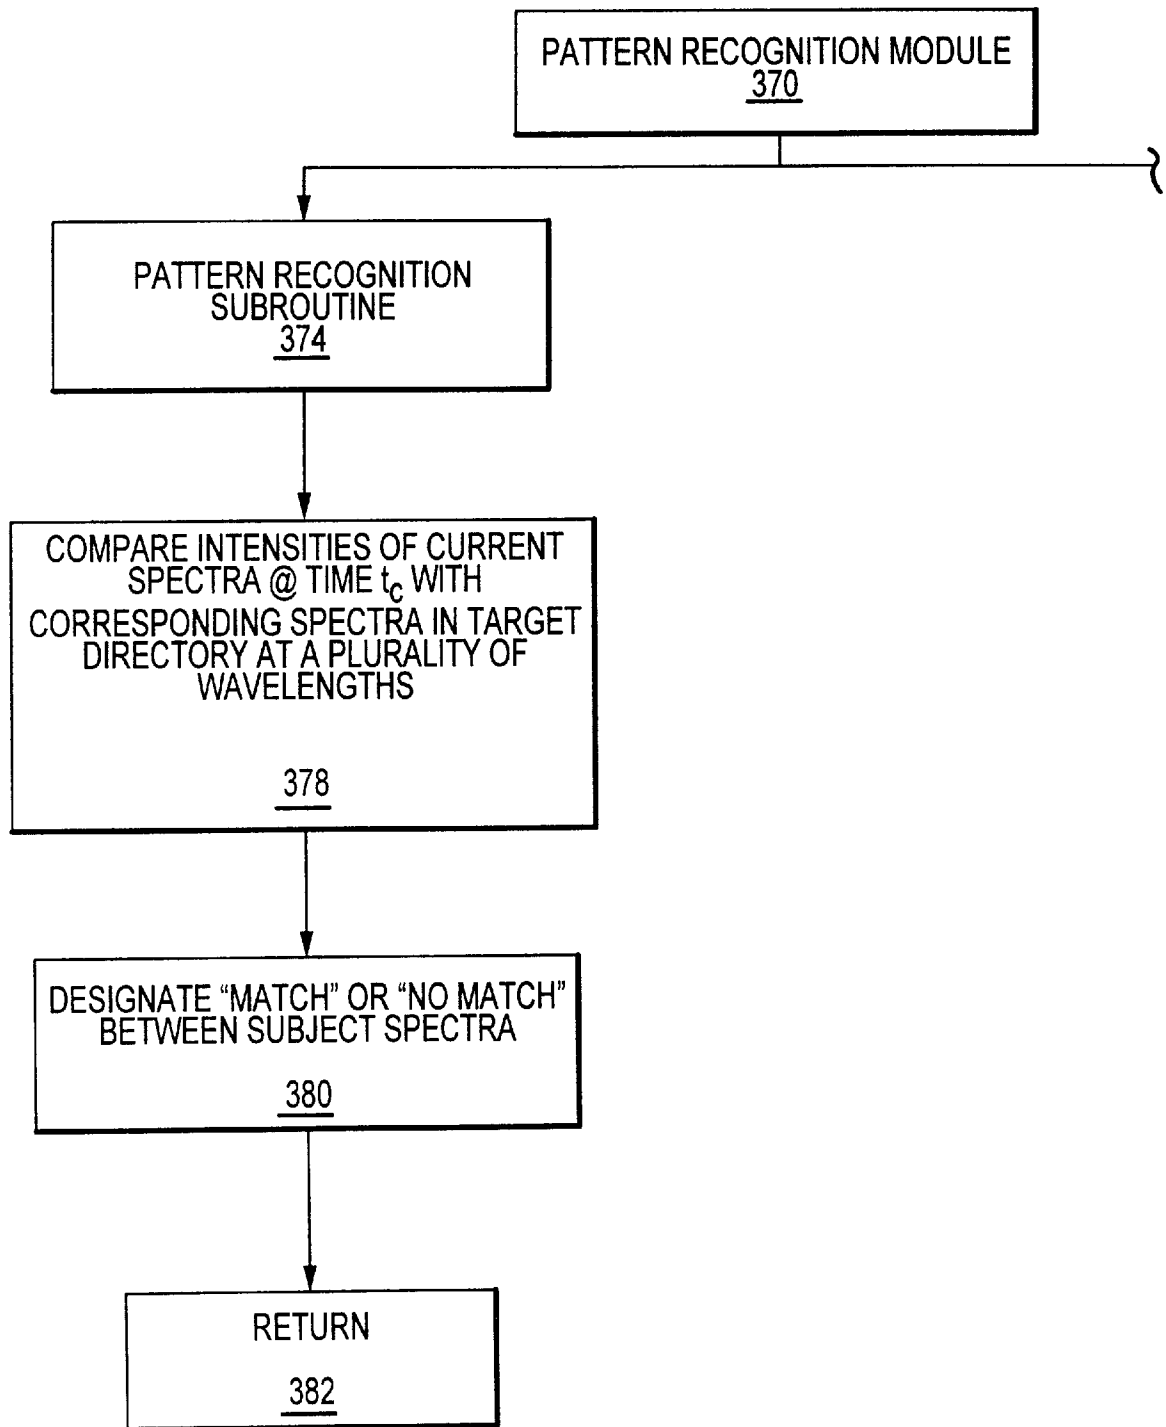 PATTERN RECOGNITION MODULE
370
PATTERN RECOGNITION
SUBROUTINE
374
COMPARE INTENSITIES OF CURRENT
SPECTRA @ TIME tc WITH
CORRESPONDING SPECTRA IN TARGET
DIRECTORY AT A PLURALITY OF
WAVELENGTHS
378
DESIGNATE “MATCH” OR “NO MATCH”
BETWEEN SUBJECT SPECTRA
380
RETURN
382